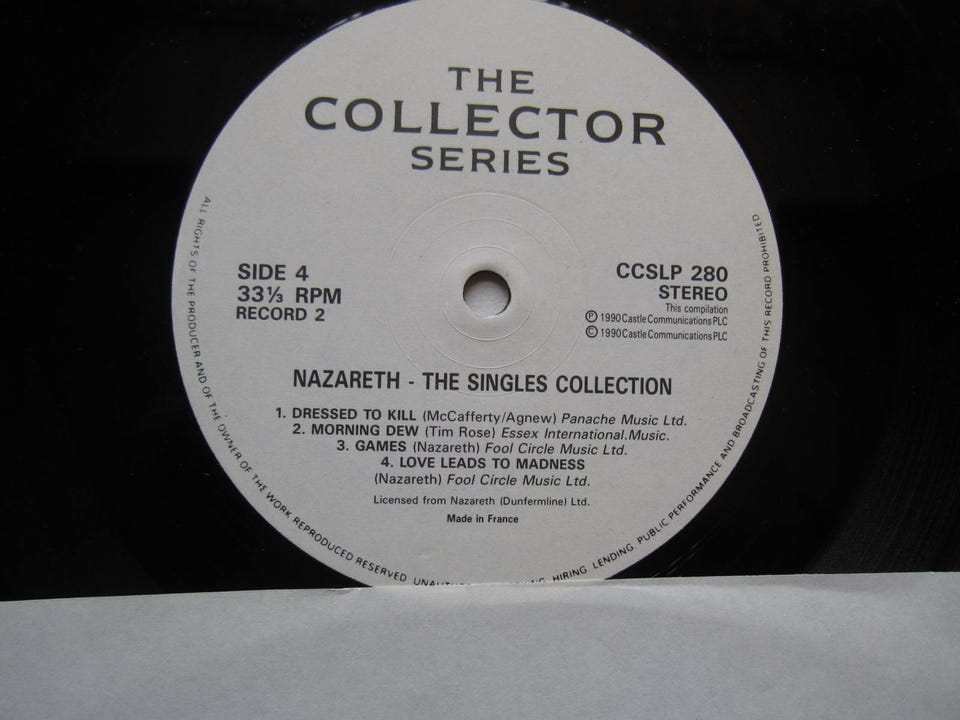 THE
COLLECTOR
SERIES
SIDE 4
33⅓ RPM
RECORD 2
CCSLP 280
STEREO
This compilation
Ⓟ 1990 Castle Communications PLC
© 1990 Castle Communications PLC
NAZARETH - THE SINGLES COLLECTION
1. DRESSED TO KILL (McCafferty/Agnew) Panache Music Ltd.
2. MORNING DEW (Tim Rose) Essex International.Music.
3. GAMES (Nazareth) Fool Circle Music Ltd.
4. LOVE LEADS TO MADNESS
(Nazareth) Fool Circle Music Ltd.
Licensed from Nazareth (Dunfermline) Ltd.
Made in France
ALL RIGHTS OF THE PRODUCER AND OF THE OWNER OF THE WORK REPRODUCED RESERVED. HIRING, LENDING, PUBLIC PERFORMANCE AND BROADCASTING OF THIS RECORD PROHIBITED